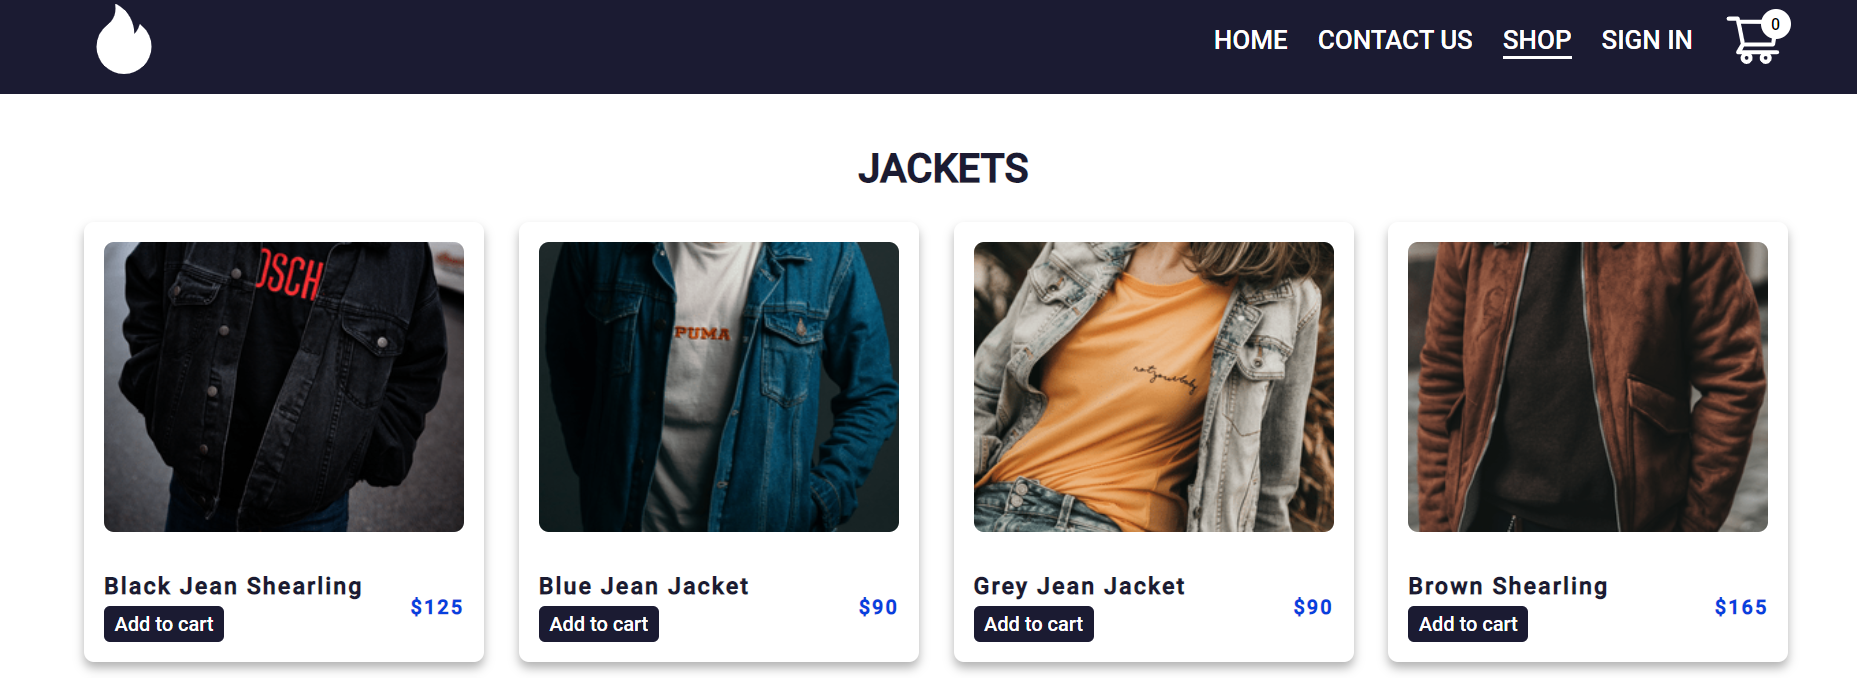 HOME CONTACT US SHOP SIGN IN 0
JACKETS
OSCH
PUMA
notyourbaby
Black Jean Shearling
$125
Add to cart
Blue Jean Jacket
$90
Add to cart
Grey Jean Jacket
$90
Add to cart
Brown Shearling
$165
Add to cart